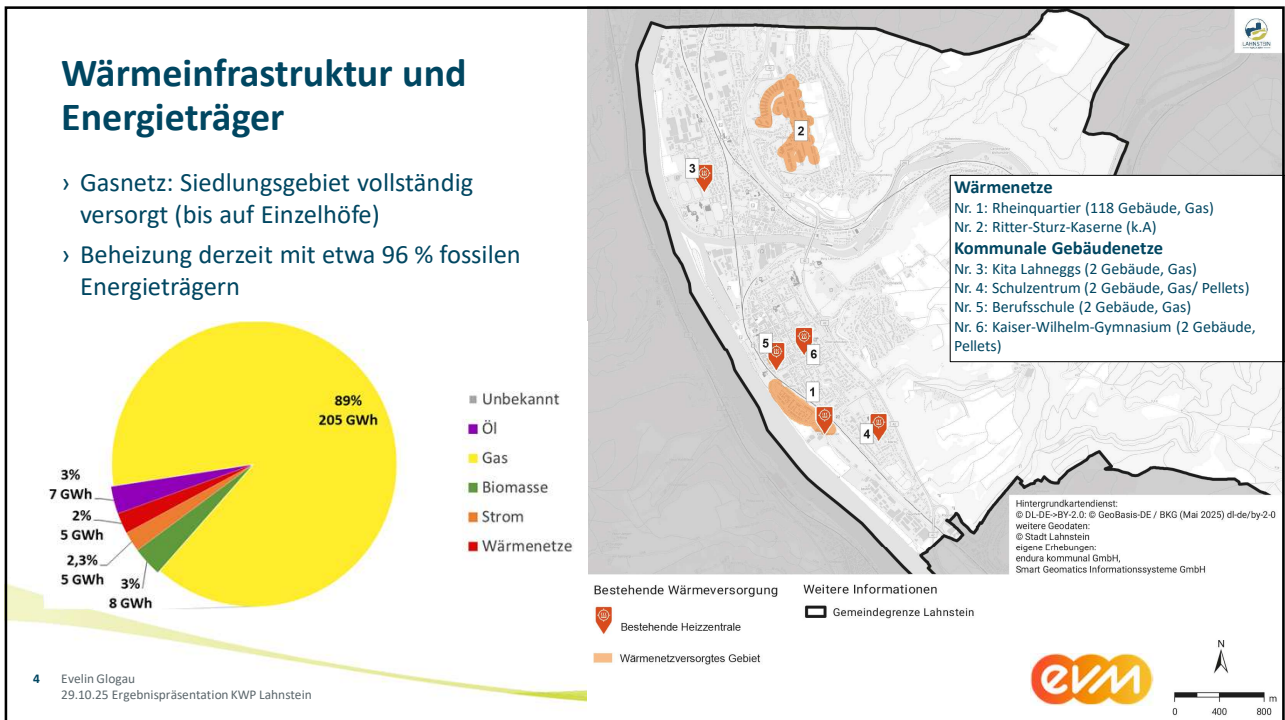 Wärmeinfrastruktur und
Energieträger
› Gasnetz: Siedlungsgebiet vollständig
versorgt (bis auf Einzelhöfe)
› Beheizung derzeit mit etwa 96 % fossilen
Energieträgern
89%
205 GWh
3%
7 GWh
2%
5 GWh
2,3%
5 GWh
3%
8 GWh
Unbekannt
Öl
Gas
Biomasse
Strom
Wärmenetze
4 Evelin Glogau
29.10.25 Ergebnispräsentation KWP Lahnstein
LAHNSTEIN
2
3
5
6
1
4
Wärmenetze
Nr. 1: Rheinquartier (118 Gebäude, Gas)
Nr. 2: Ritter-Sturz-Kaserne (k.A)
Kommunale Gebäudenetze
Nr. 3: Kita Lahneggs (2 Gebäude, Gas)
Nr. 4: Schulzentrum (2 Gebäude, Gas/ Pellets)
Nr. 5: Berufsschule (2 Gebäude, Gas)
Nr. 6: Kaiser-Wilhelm-Gymnasium (2 Gebäude,
Pellets)
Hintergrundkartendienst:
© DL-DE->BY-2.0: © GeoBasis-DE / BKG (Mai 2025) dl-de/by-2-0
weitere Geodaten:
© Stadt Lahnstein
eigene Erhebungen:
endura kommunal GmbH,
Smart Geomatics Informationssysteme GmbH
Bestehende Wärmeversorgung
Bestehende Heizzentrale
Wärmenetzversorgtes Gebiet
Weitere Informationen
Gemeindegrenze Lahnstein
evm
N
m
0 400 800